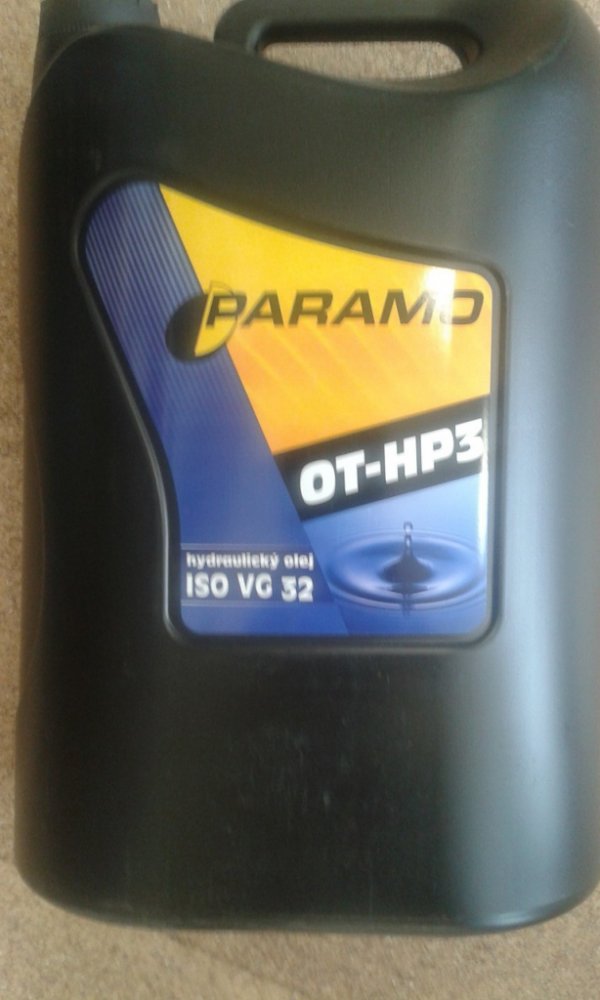 PARAMO
OT-HP3
hydraulický olej
ISO VG 32